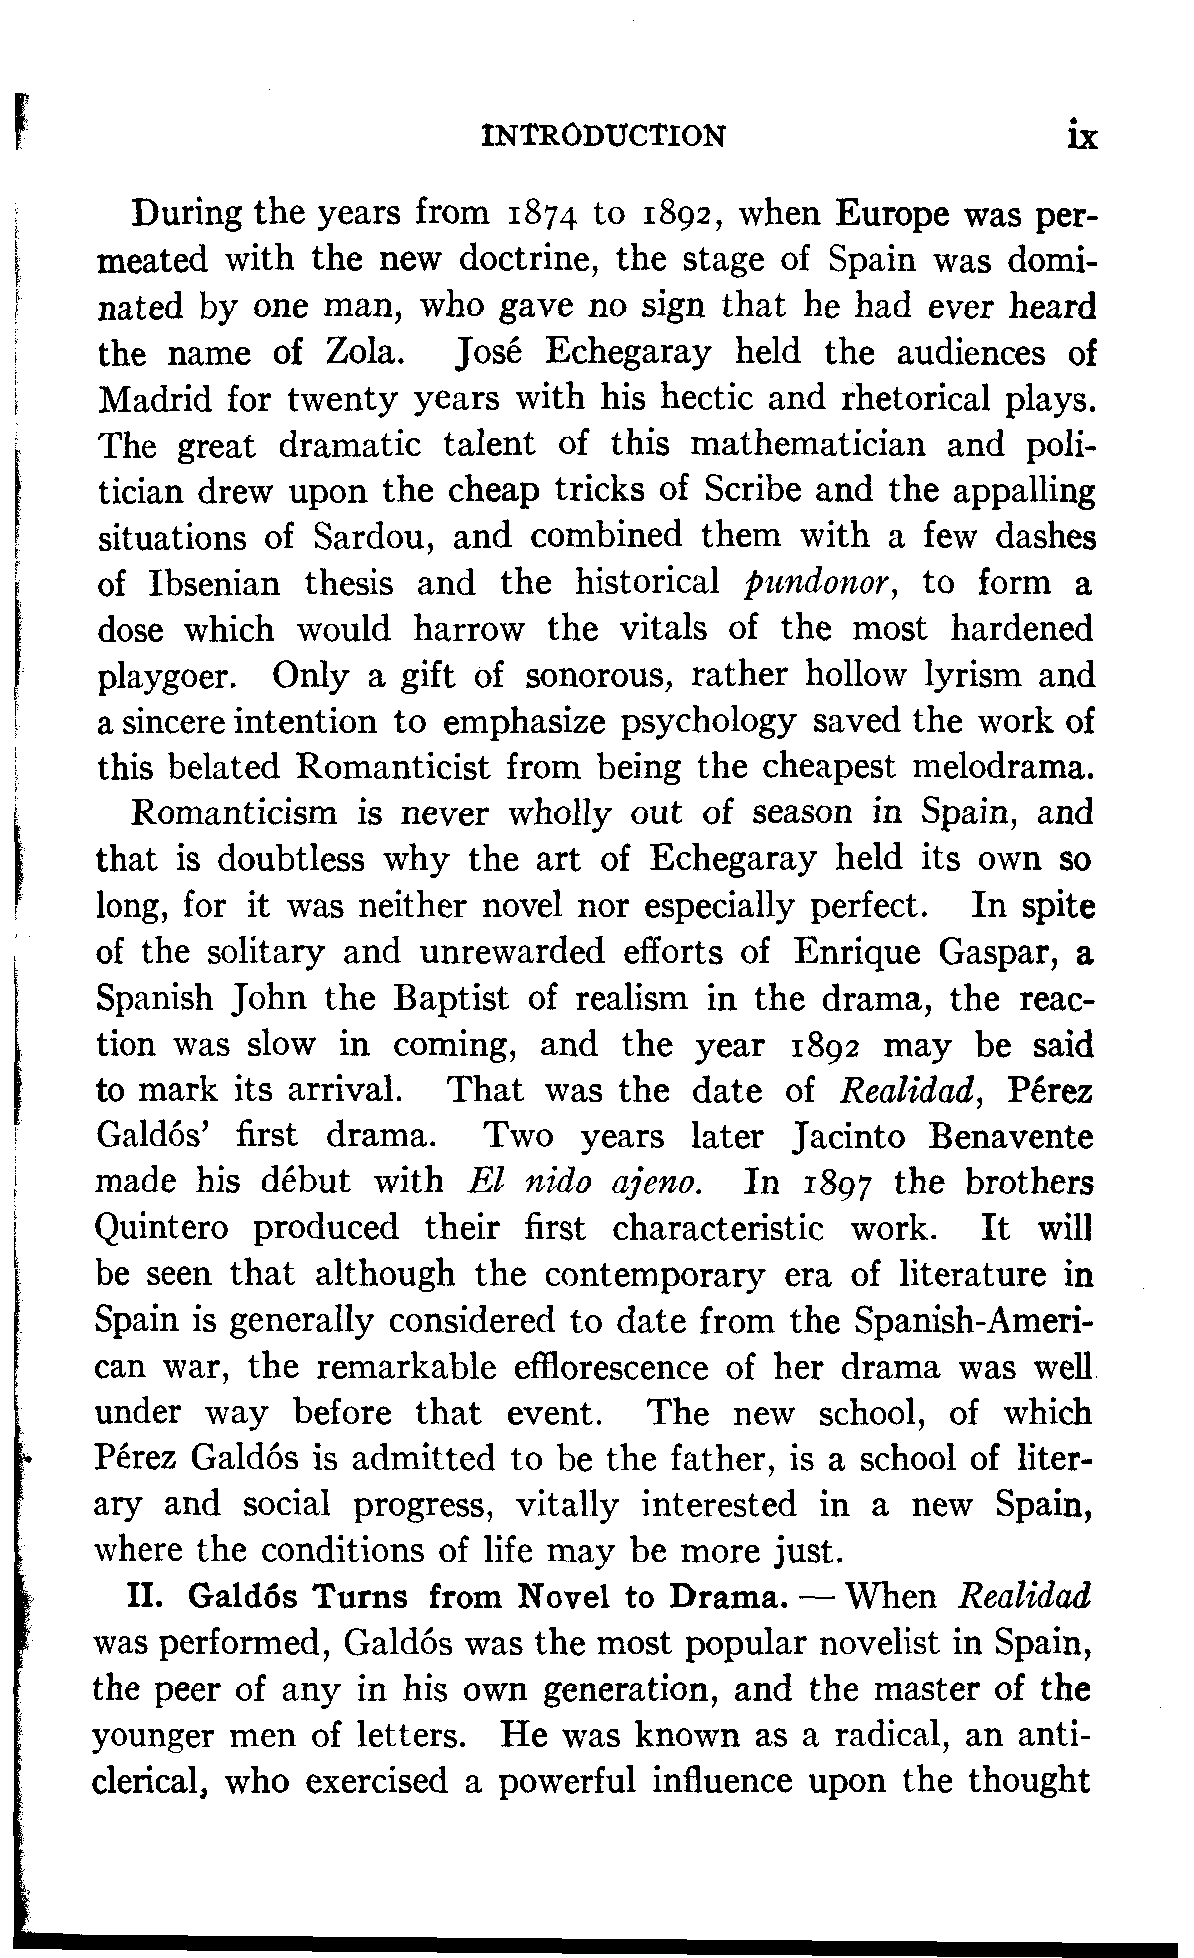 INTRODUCTION ix
During the years from 1874 to 1892, when Europe was per-
meated with the new doctrine, the stage of Spain was domi-
nated by one man, who gave no sign that he had ever heard
the name of Zola. José Echegaray held the audiences of
Madrid for twenty years with his hectic and rhetorical plays.
The great dramatic talent of this mathematician and poli-
tician drew upon the cheap tricks of Scribe and the appalling
situations of Sardou, and combined them with a few dashes
of Ibsenian thesis and the historical pundonor, to form a
dose which would harrow the vitals of the most hardened
playgoer. Only a gift of sonorous, rather hollow lyrism and
a sincere intention to emphasize psychology saved the work of
this belated Romanticist from being the cheapest melodrama.
Romanticism is never wholly out of season in Spain, and
that is doubtless why the art of Echegaray held its own so
long, for it was neither novel nor especially perfect. In spite
of the solitary and unrewarded efforts of Enrique Gaspar, a
Spanish John the Baptist of realism in the drama, the reac-
tion was slow in coming, and the year 1892 may be said
to mark its arrival. That was the date of Realidad, Pérez
Galdós' first drama. Two years later Jacinto Benavente
made his début with El nido ajeno. In 1897 the brothers
Quintero produced their first characteristic work. It will
be seen that although the contemporary era of literature in
Spain is generally considered to date from the Spanish-Ameri-
can war, the remarkable efflorescence of her drama was well
under way before that event. The new school, of which
Pérez Galdós is admitted to be the father, is a school of liter-
ary and social progress, vitally interested in a new Spain,
where the conditions of life may be more just.
II. Galdós Turns from Novel to Drama. — When Realidad
was performed, Galdós was the most popular novelist in Spain,
the peer of any in his own generation, and the master of the
younger men of letters. He was known as a radical, an anti-
clerical, who exercised a powerful influence upon the thought